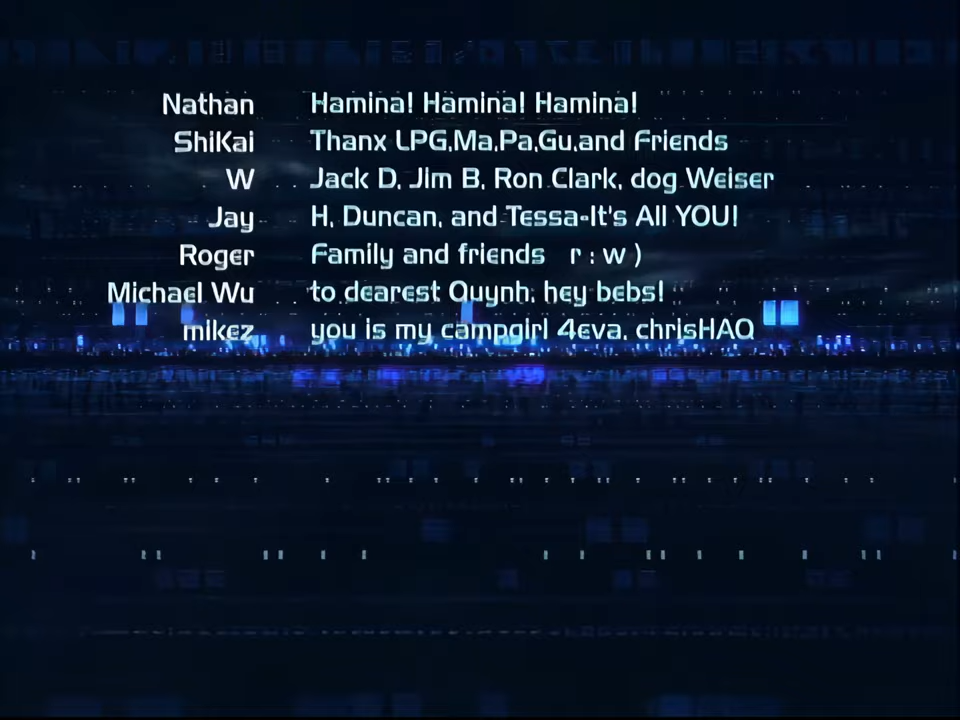 Nathan Hamina! Hamina! Hamina!
ShiKai Thanx LPG,Ma,Pa,Gu,and Friends
W Jack D, Jim B, Ron Clark, dog Weiser
Jay H, Duncan, and Tessa-It's All YOU!
Roger Family and friends r : w )
Michael Wu to dearest Quynh, hey bebs!
mikez you is my campgirl 4eva, chrisHAQ